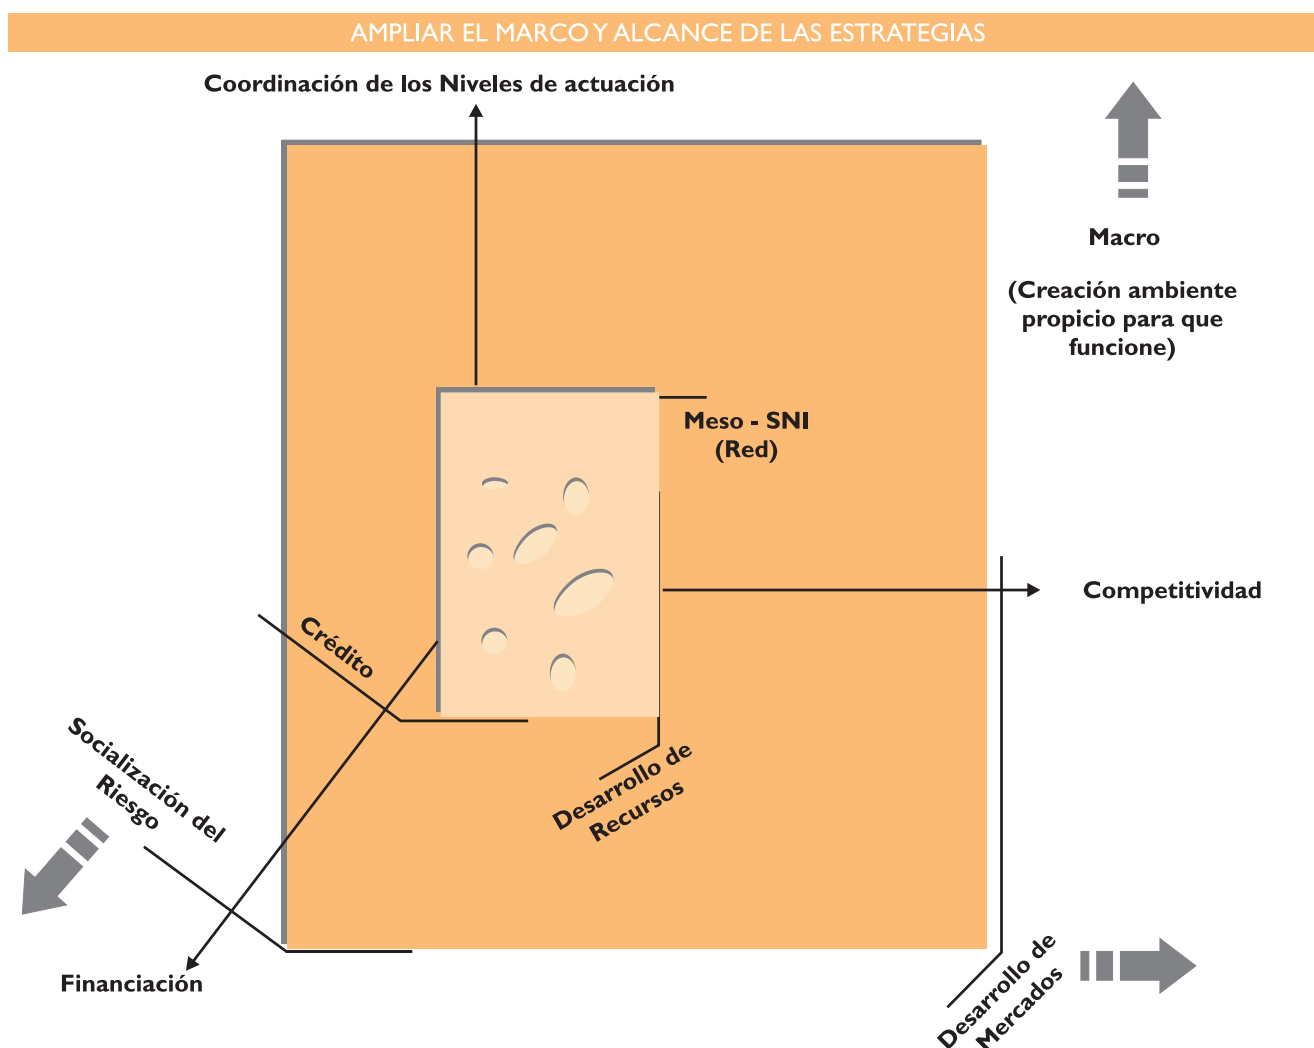 AMPLIAR EL MARCO Y ALCANCE DE LAS ESTRATEGIAS
Coordinación de los Niveles de actuación
Macro
(Creación ambiente
propicio para que
funcione)
Meso - SNI
(Red)
Competitividad
Crédito
Socialización del
Riesgo
Desarrollo de
Recursos
Financiación
Desarrollo de
Mercados